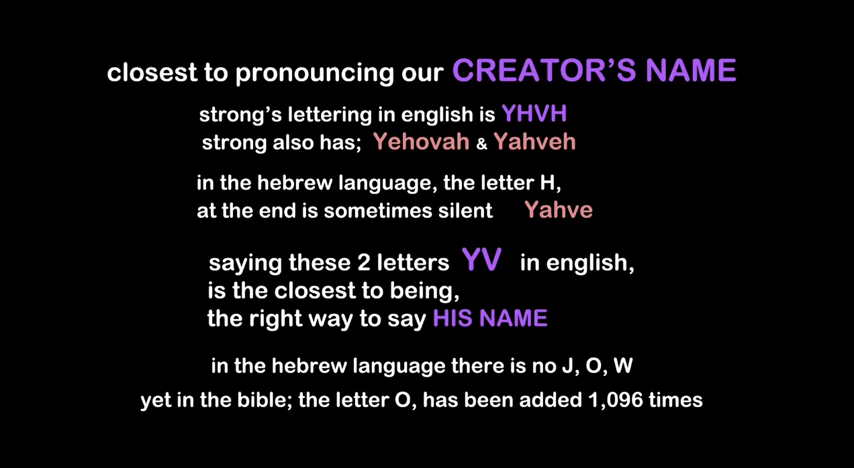 closest to pronouncing our CREATOR'S NAME
strong's lettering in english is YHVH
strong also has; Yehovah & Yahveh
in the hebrew language, the letter H,
at the end is sometimes silent Yahve
saying these 2 letters YV in english,
is the closest to being,
the right way to say HIS NAME
in the hebrew language there is no J, O, W
yet in the bible; the letter O, has been added 1,096 times